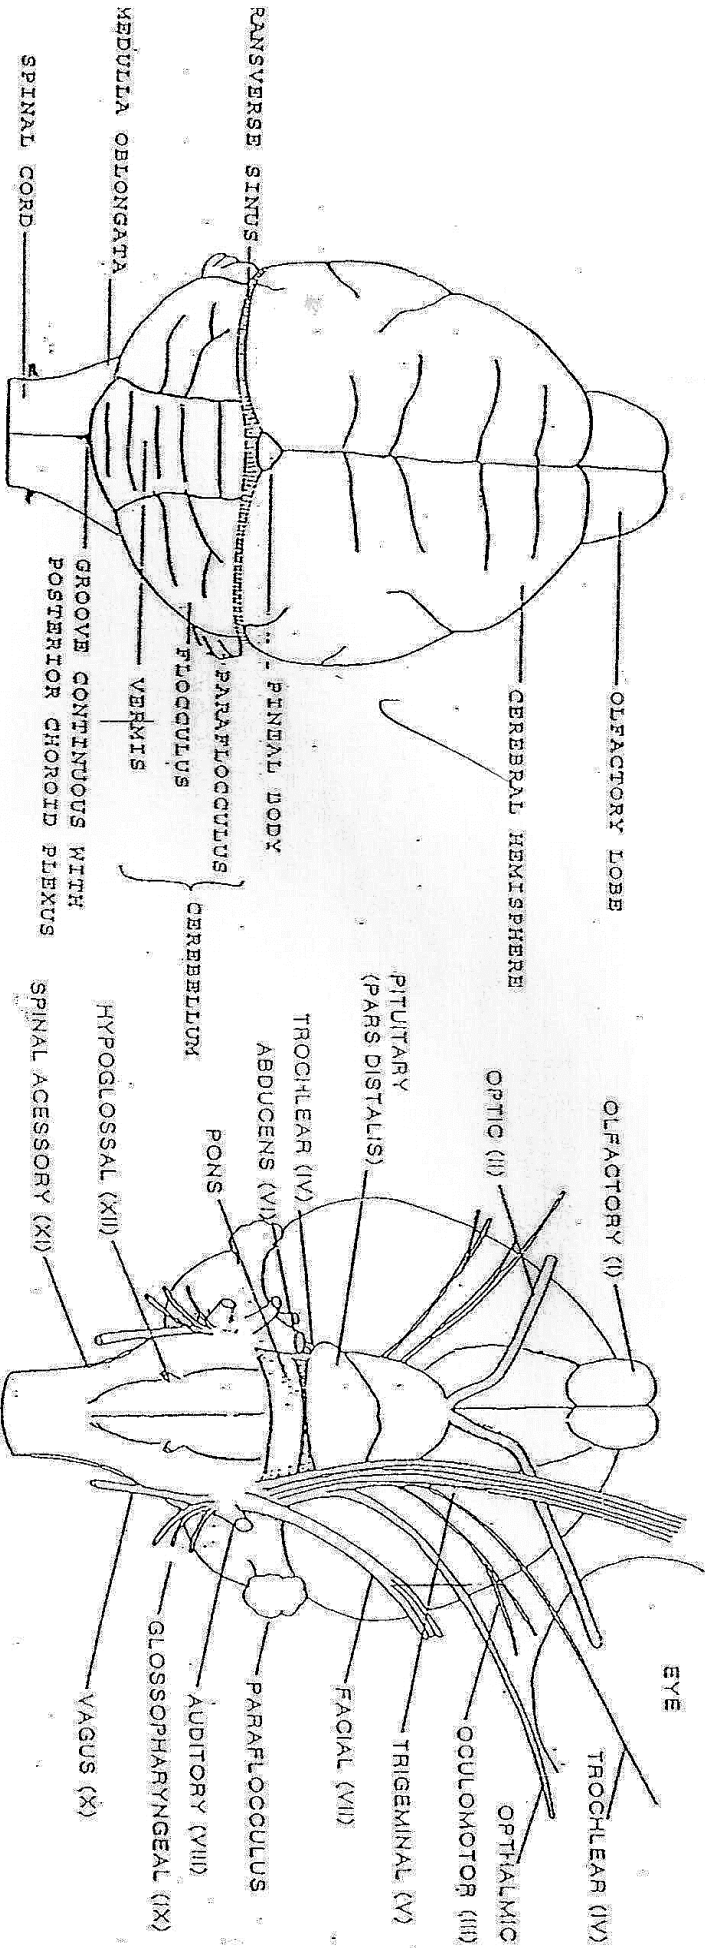 RANSVERSE SINUS
MEDULLA OBLONGATA
SPINAL CORD
OLFACTORY LOBE
CEREBRAL HEMISPHERE
PINEAL BODY
PARAFLOCCULUS
FLOCCULUS
VERMIS
CEREBELLUM
GROOVE CONTINUOUS WITH
POSTERIOR CHOROID PLEXUS
OLFACTORY (I)
OPTIC (II)
PITUITARY
(PARS DISTALIS)
TROCHLEAR (IV)
ABDUCENS (VI)
PONS
HYPOGLOSSAL (XII)
SPINAL ACESSORY (XI)
EYE
TROCHLEAR (IV)
OPTHALMIC
OCULOMOTOR (III)
TRIGEMINAL (V)
FACIAL (VII)
PARAFLOCCULUS
AUDITORY (VIII)
GLOSSOPHARYNGEAL (IX)
VAGUS (X)